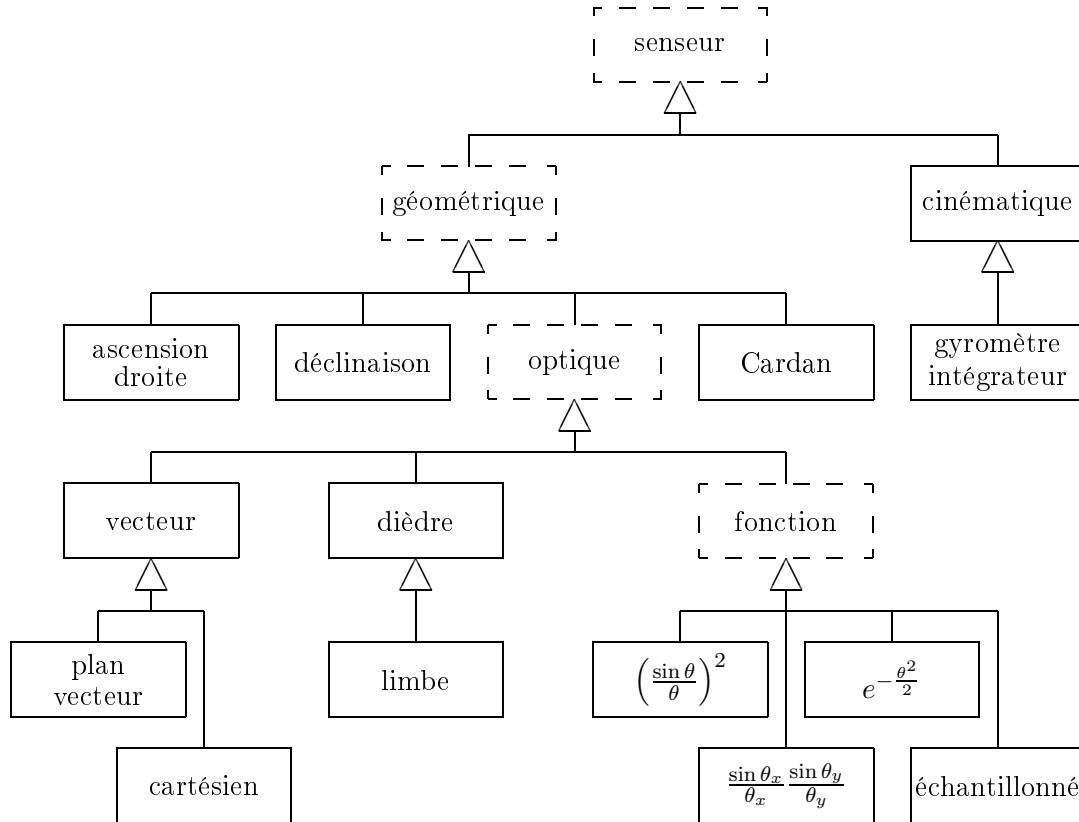 senseur
géométrique
cinématique
ascension
droite
déclinaison
optique
Cardan
gyromètre
intégrateur
vecteur
dièdre
fonction
plan
vecteur
limbe
$\left(\frac{\sin\theta}{\theta}\right)^2$
$e^{-\frac{\theta^2}{2}}$
cartésien
$\frac{\sin\theta_x}{\theta_x}\frac{\sin\theta_y}{\theta_y}$
échantillonné